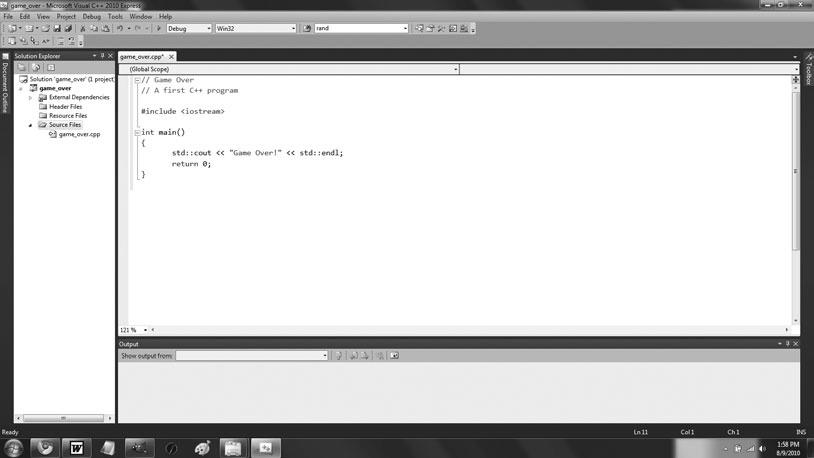 game_over - Microsoft Visual C++ 2010 Express
File Edit View Project Debug Tools Window Help
Debug Win32 rand
Solution Explorer
game_over.cpp*
Document Outline
Toolbox
(Global Scope)
Solution 'game_over' (1 project
game_over
External Dependencies
Header Files
Resource Files
Source Files
game_over.cpp
// Game Over
// A first C++ program
#include <iostream>
int main()
{
std::cout << "Game Over!" << std::endl;
return 0;
}
121 %
Output
Show output from:
Ready Ln 11 Col 1 Ch 1 INS
W
1:58 PM
8/9/2010